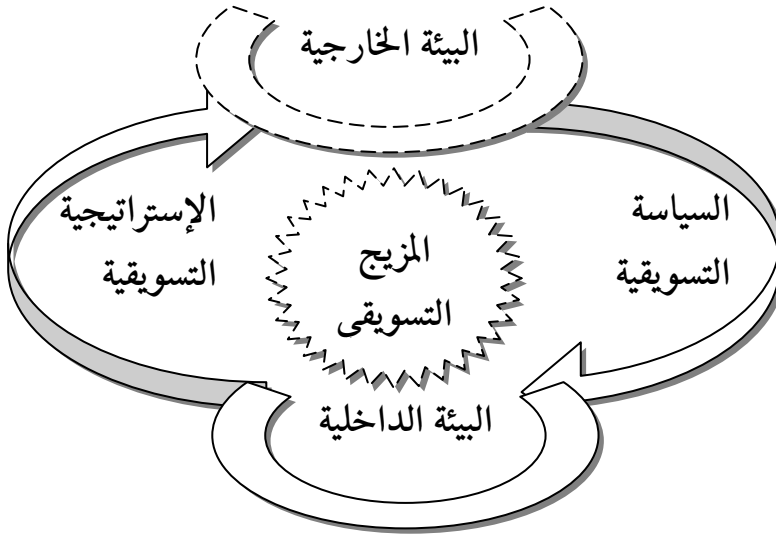 البيئة الخارجية
السياسة
التسويقية
المزيج
التسويقى
الإستراتيجية
التسويقية
البيئة الداخلية